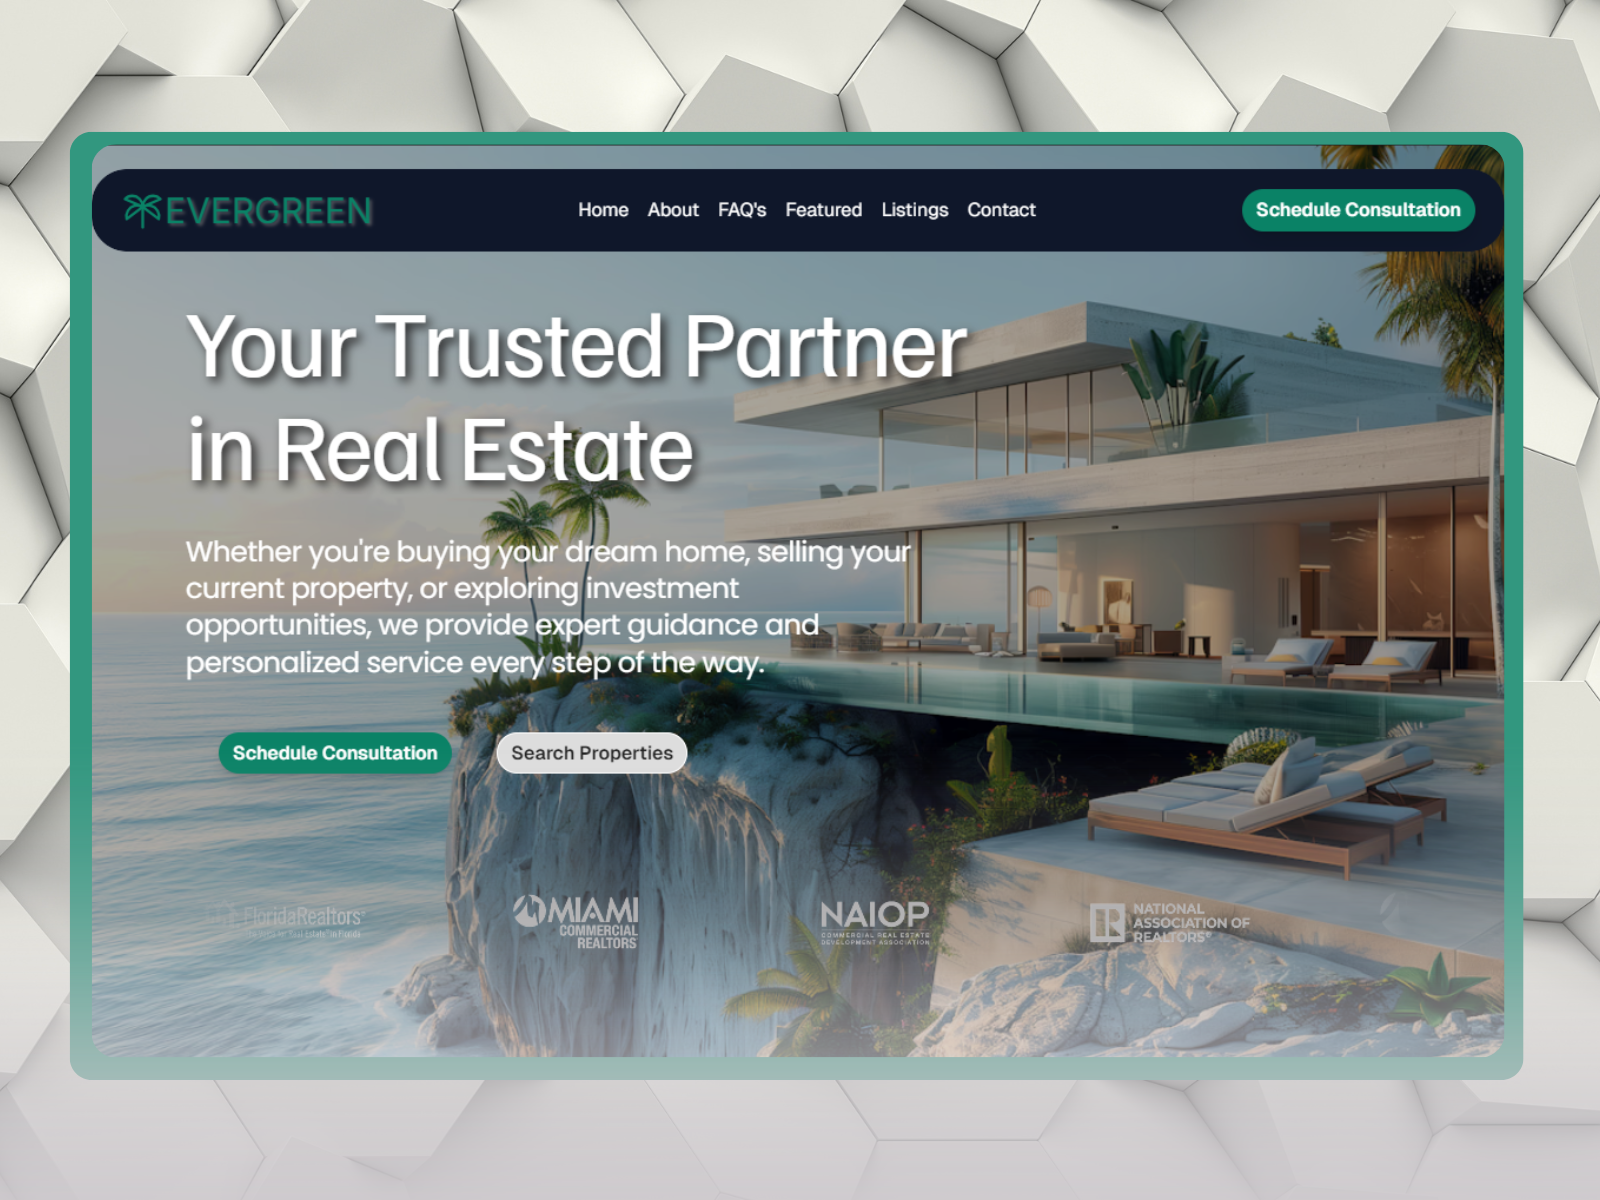 EVERGREEN
Home About FAQ's Featured Listings Contact
Schedule Consultation
Your Trusted Partner
in Real Estate
Whether you're buying your dream home, selling your
current property, or exploring investment
opportunities, we provide expert guidance and
personalized service every step of the way.
Schedule Consultation
Search Properties
FloridaRealtors®
MIAMI
COMMERCIAL
REALTORS
NAIOP
COMMERCIAL REAL ESTATE
DEVELOPMENT ASSOCIATION
NATIONAL
ASSOCIATION OF
REALTORS®